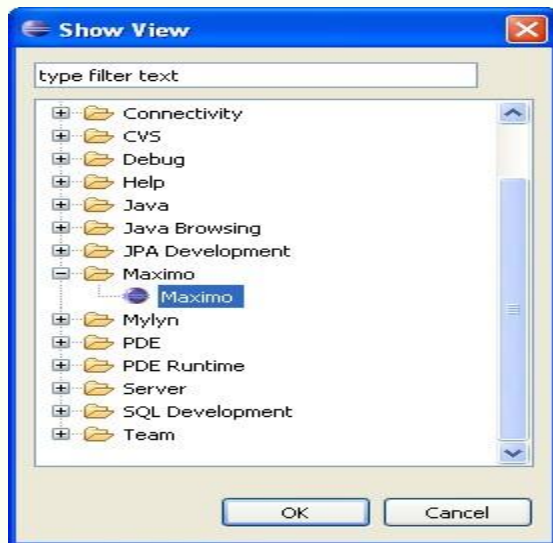 Show View
type filter text
Connectivity
CVS
Debug
Help
Java
Java Browsing
JPA Development
Maximo
Maximo
Mylyn
PDE
PDE Runtime
Server
SQL Development
Team
OK
Cancel